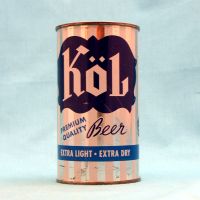 KöL
PREMIUM
QUALITY
Beer
EXTRA LIGHT • EXTRA DRY